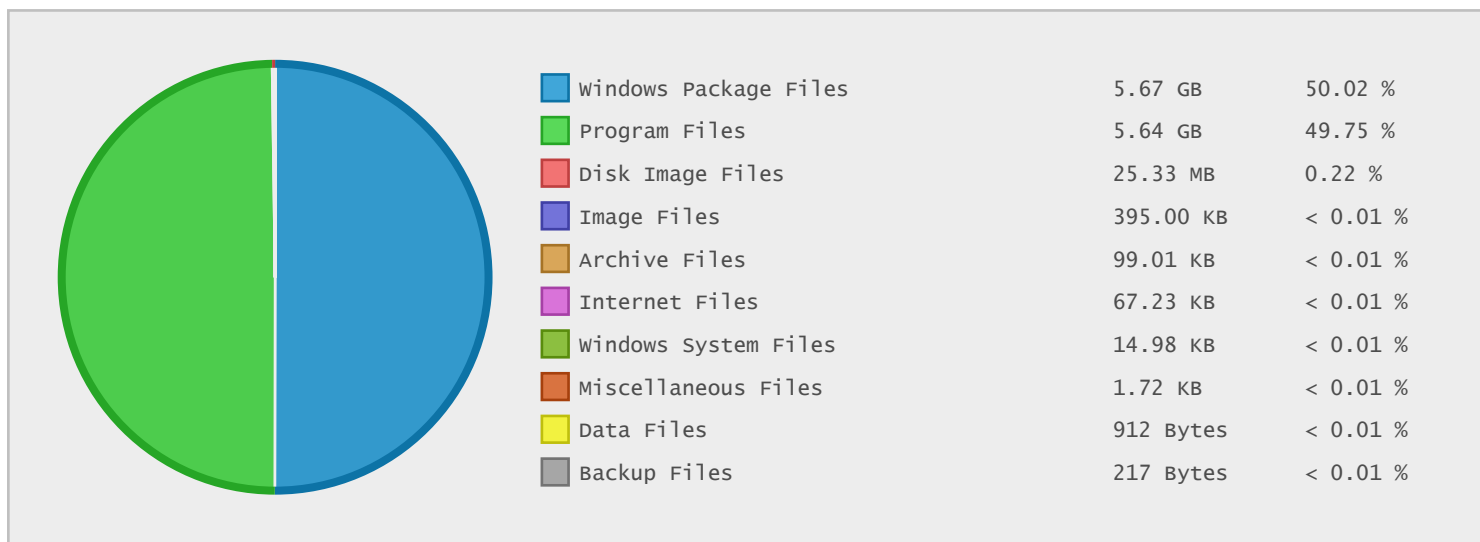 Windows Package Files 5.67 GB 50.02 %
Program Files 5.64 GB 49.75 %
Disk Image Files 25.33 MB 0.22 %
Image Files 395.00 KB < 0.01 %
Archive Files 99.01 KB < 0.01 %
Internet Files 67.23 KB < 0.01 %
Windows System Files 14.98 KB < 0.01 %
Miscellaneous Files 1.72 KB < 0.01 %
Data Files 912 Bytes < 0.01 %
Backup Files 217 Bytes < 0.01 %